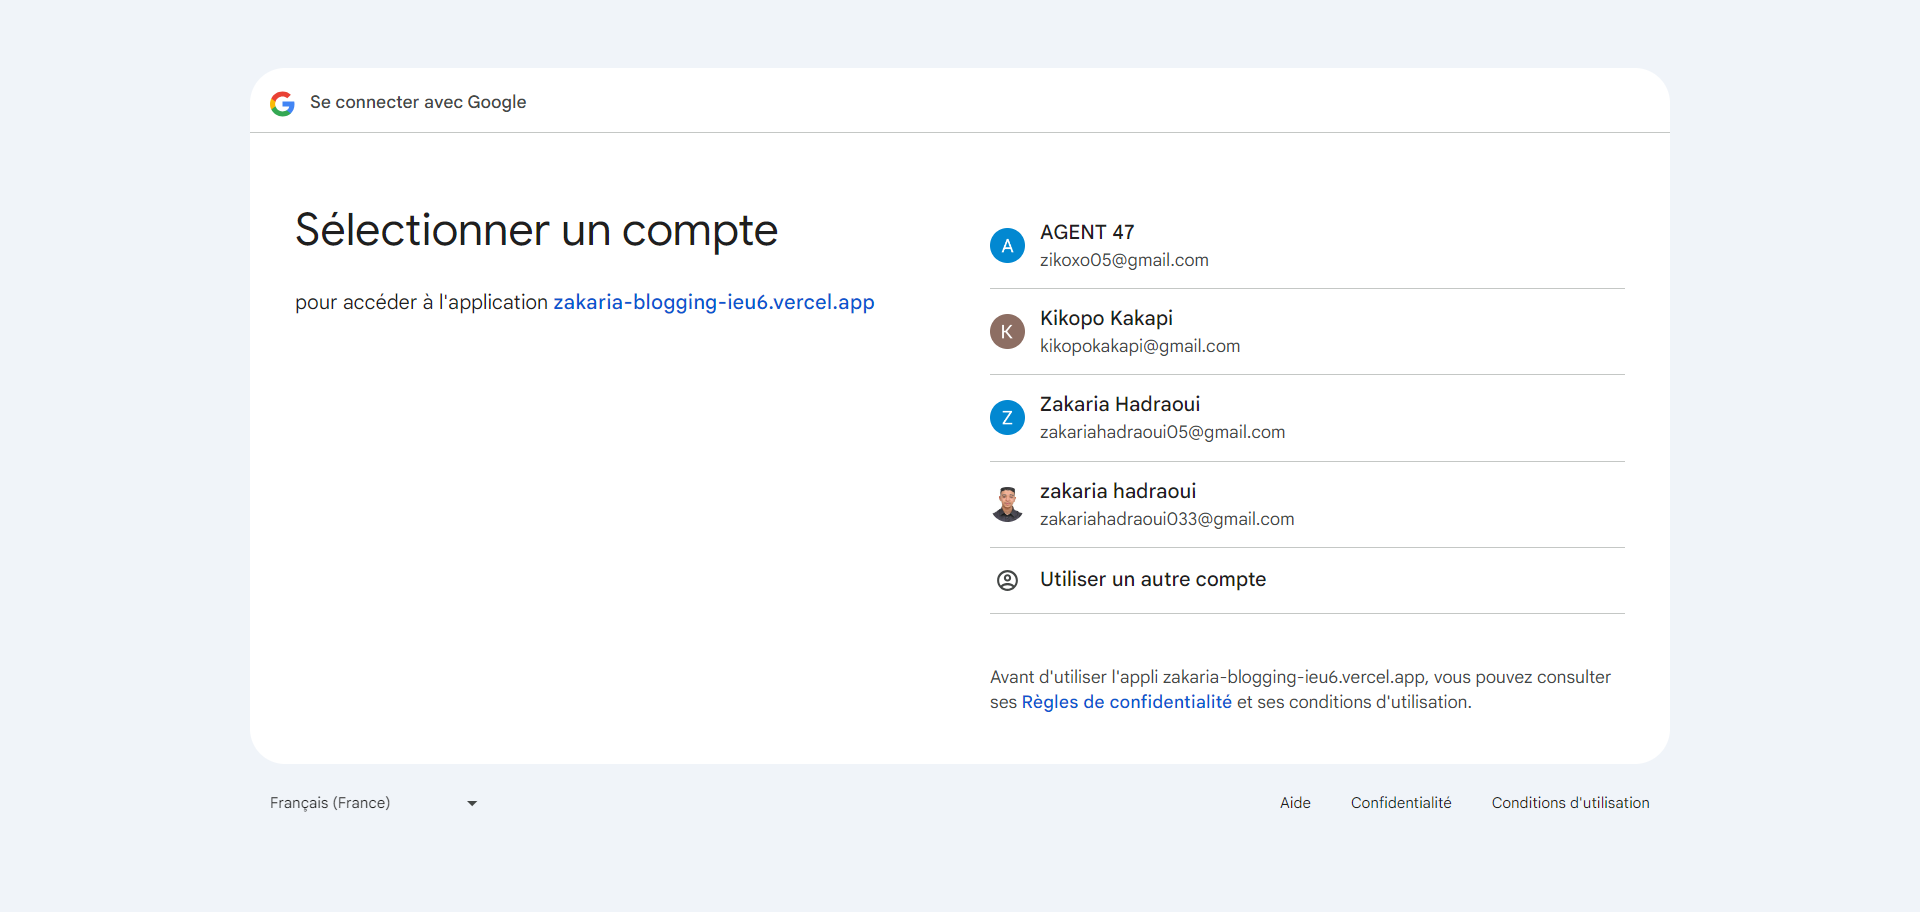 Se connecter avec Google
Sélectionner un compte
pour accéder à l'application zakaria-blogging-ieu6.vercel.app
A
AGENT 47
zikoxo05@gmail.com
K
Kikopo Kakapi
kikopokakapi@gmail.com
Z
Zakaria Hadraoui
zakariahadraoui05@gmail.com
zakaria hadraoui
zakariahadraoui033@gmail.com
Utiliser un autre compte
Avant d'utiliser l'appli zakaria-blogging-ieu6.vercel.app, vous pouvez consulter
ses Règles de confidentialité et ses conditions d'utilisation.
Français (France)
Aide
Confidentialité
Conditions d'utilisation